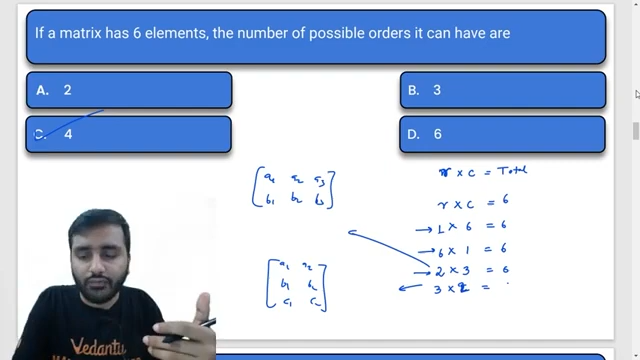 If a matrix has 6 elements, the number of possible orders it can have are
A. 2
B. 3
C. 4
D. 6
r × c = Total
r × c = 6
1 × 6 = 6
6 × 1 = 6
2 × 3 = 6
3 × 2 =
a1 a2 a3
b1 b2 b3
a1 a2
b1 b2
c1 c2
Vedantu